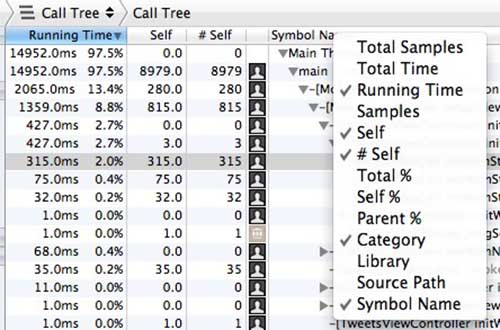 Call Tree Call Tree
Running Time Self # Self Symbol Name
14952.0ms 97.5% 0.0 0 Main Th
14952.0ms 97.5% 8979.0 8979 main
2065.0ms 13.4% 280.0 280 -[Mo
1359.0ms 8.8% 815.0 815 -[
427.0ms 2.7% 0.0 0
427.0ms 2.7% 3.0 3
315.0ms 2.0% 315.0 315
75.0ms 0.4% 75.0 75
32.0ms 0.2% 32.0 32
1.0ms 0.0% 0.0 0
1.0ms 0.0% 1.0 1
68.0ms 0.4% 0.0 0
35.0ms 0.2% 35.0 35
11.0ms 0.0% 0.0 0
1.0ms 0.0% 0.0 0
1.0ms 0.0% 0.0 0 -[TweetsViewController
Total Samples
Total Time
✓ Running Time
Samples
✓ Self
✓ # Self
Total %
Self %
Parent %
✓ Category
Library
Source Path
✓ Symbol Name